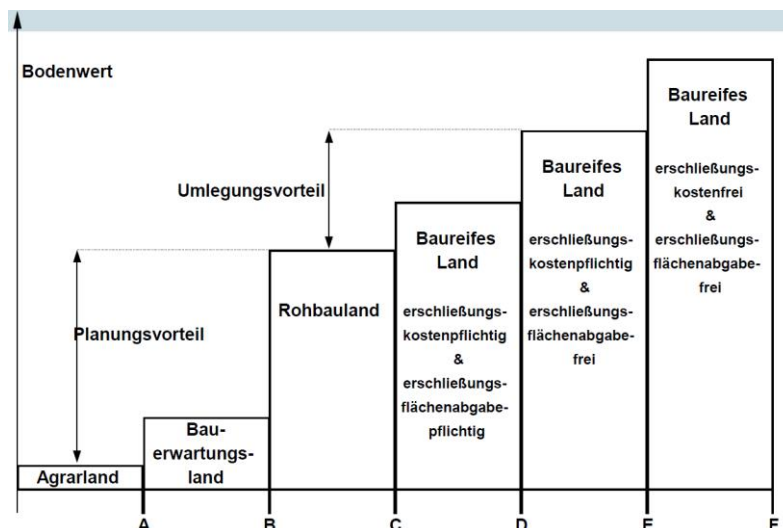 Bodenwert
Planungsvorteil
Umlegungsvorteil
Agrarland
Bau-
erwartungs-
land
Rohbauland
Baureifes
Land
erschließungs-
kostenpflichtig
&
erschließungs-
flächenabgabe-
pflichtig
Baureifes
Land
erschließungs-
kostenpflichtig
&
erschließungs-
flächenabgabe-
frei
Baureifes
Land
erschließungs-
kostenfrei
&
erschließungs-
flächenabgabe-
frei
A B C D E F